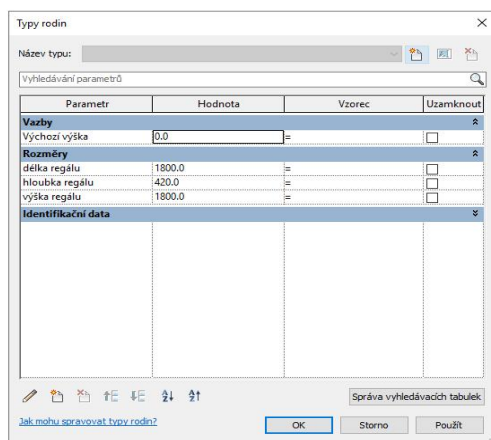 Typy rodin
Název typu:
Vyhledávání parametrů
Parametr Hodnota Vzorec Uzamknout
Vazby
Výchozí výška 0.0 =
Rozměry
délka regálu 1800.0 =
hloubka regálu 420.0 =
výška regálu 1800.0 =
Identifikační data
Správa vyhledávacích tabulek
Jak mohu spravovat typy rodin? OK Storno Použít